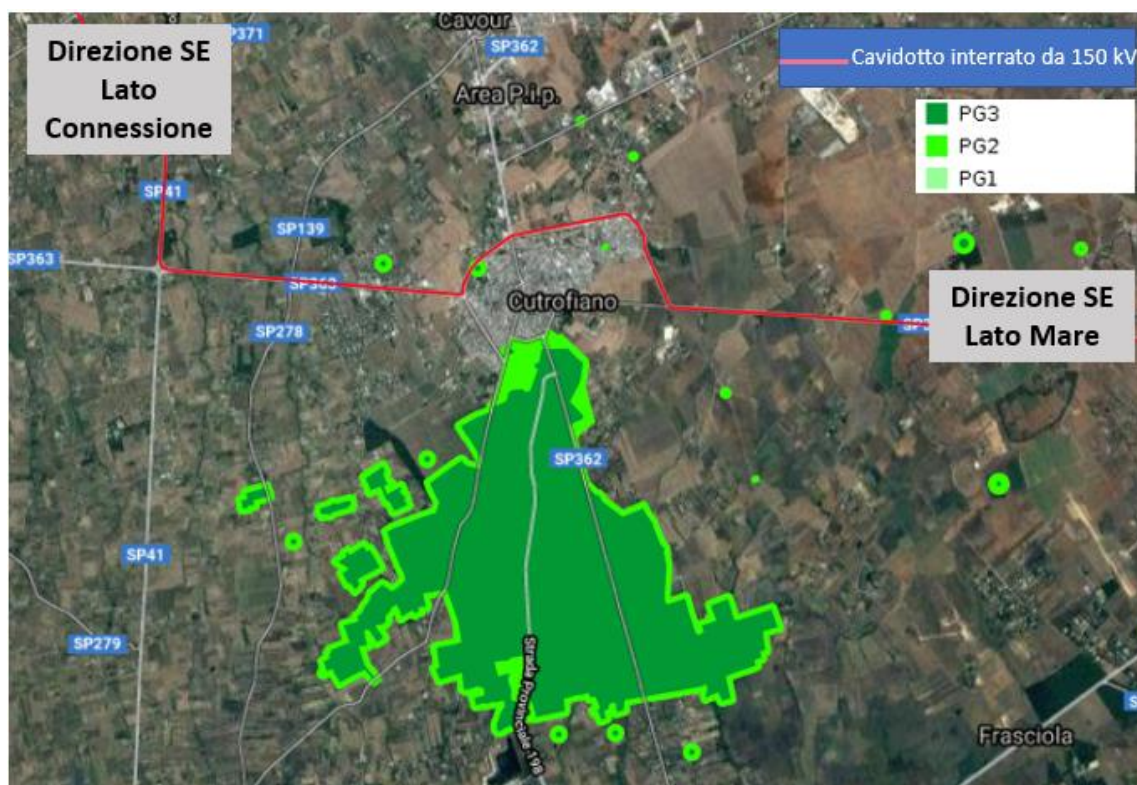 Direzione SE
Lato
Connessione
SP371
Cavour
SP362
Area P.i.p.
Cavidotto interrato da 150 kV
PG3
PG2
PG1
SP41
SP139
SP363
SP363
Cutrofiano
Direzione SE
Lato Mare
SP278
SP362
SP41
SP279
Strada Provinciale 198
Frasciola